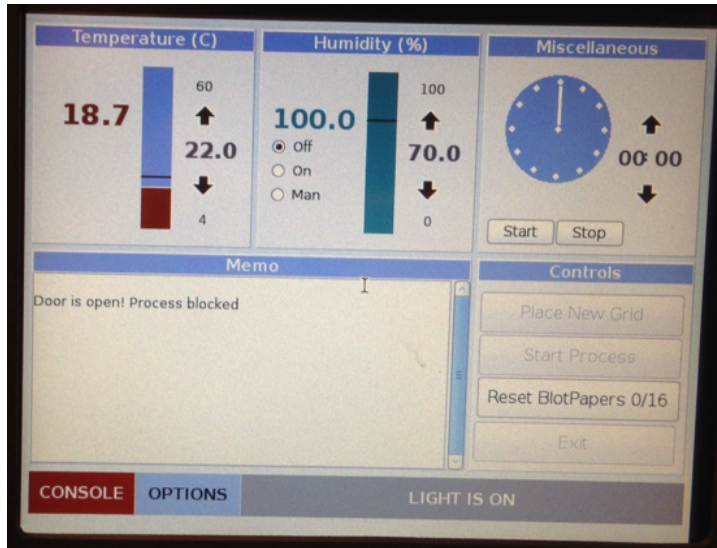 Temperature (C)
18.7
60
22.0
4
Humidity (%)
100.0
Off
On
Man
100
70.0
0
Miscellaneous
00: 00
Start Stop
Memo
Door is open! Process blocked
Controls
Place New Grid
Start Process
Reset BlotPapers 0/16
Exit
CONSOLE OPTIONS LIGHT IS ON